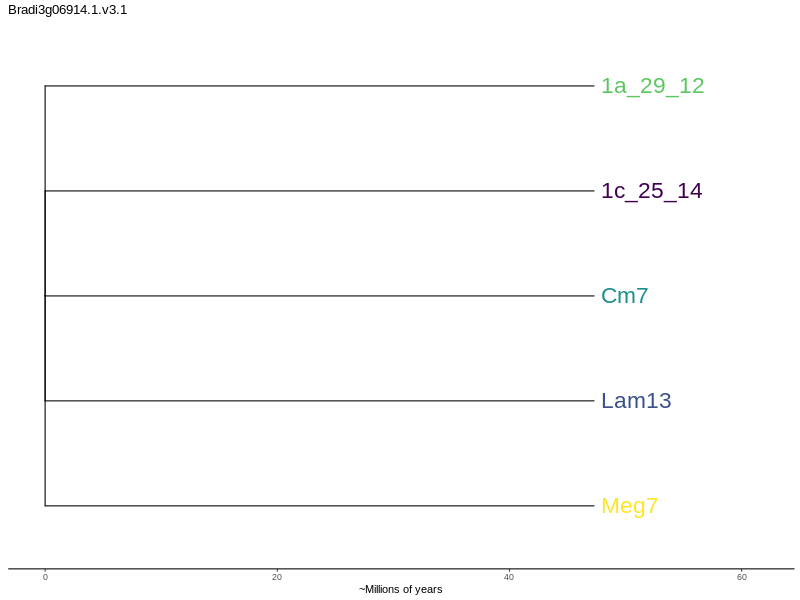 Bradi3g06914.1.v3.1
1a_29_12
1c_25_14
Cm7
Lam13
Meg7
0 20 40 60
~Millions of years